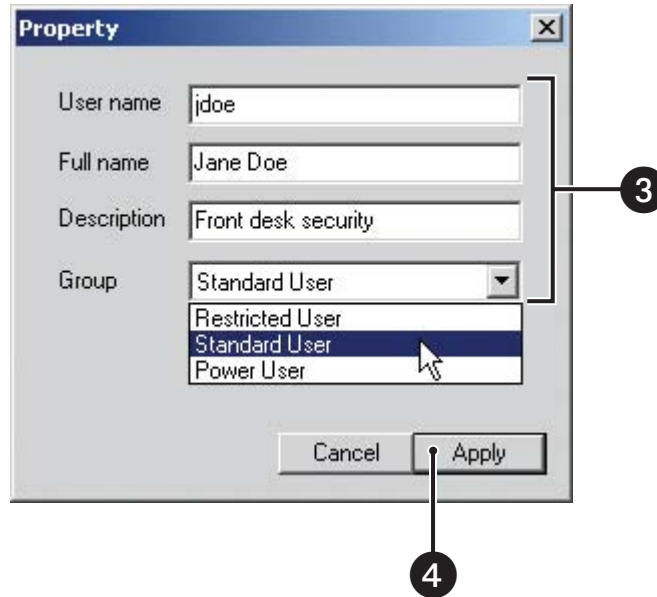 Property
User name jdoe
Full name Jane Doe
Description Front desk security
Group Standard User
Restricted User
Standard User
Power User
Cancel Apply
3
4